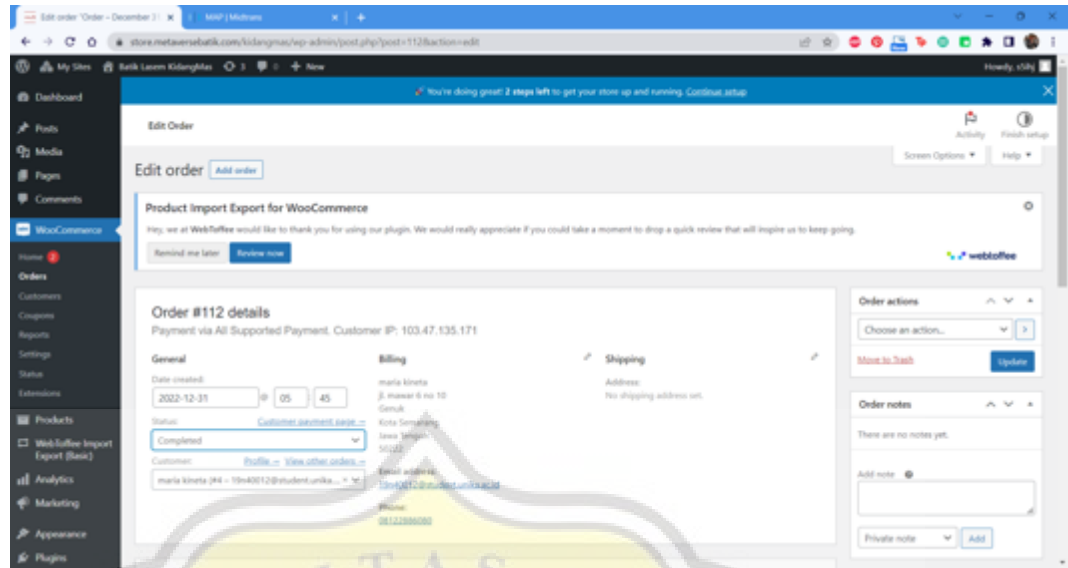 Edit order "Order – December 31
MAP | Midtrans
store.metaversebatik.com/kidangmas/wp-admin/post.php?post=112&action=edit
My Sites
Batik Lasem KidangMas
3
0
New
Howdy,
Dashboard
Posts
Media
Pages
Comments
WooCommerce
Home 2
Orders
Customers
Coupons
Reports
Settings
Status
Extensions
Products
WebToffee Import
Export (Basic)
Analytics
Marketing
Appearance
Plugins
You're doing great! 2 steps left to get your store up and running. Continue setup
Edit Order
Activity
Finish setup
Screen Options
Help
Edit order
Add order
Product Import Export for WooCommerce
Hey, we at WebToffee would like to thank you for using our plugin. We would really appreciate if you could take a moment to drop a quick review that will inspire us to keep going.
Remind me later
Review now
webtoffee
Order #112 details
Payment via All Supported Payment. Customer IP: 103.47.135.171
General
Date created:
2022-12-31 @ 05 : 45
Status:
Customer payment page →
Completed
Customer:
Profile → View other orders →
maria kineta (#4 – 19n40012@student.unika... ×
Billing
maria kineta
jl. mawar 6 no 10
Genuk
Kota Semarang
Jawa Tengah
Email address:
19n40012@student.unika.ac.id
Phone:
08122886080
Shipping
Address:
No shipping address set.
Order actions
Choose an action...
Move to Trash
Update
Order notes
There are no notes yet.
Add note
Private note
Add
T A S